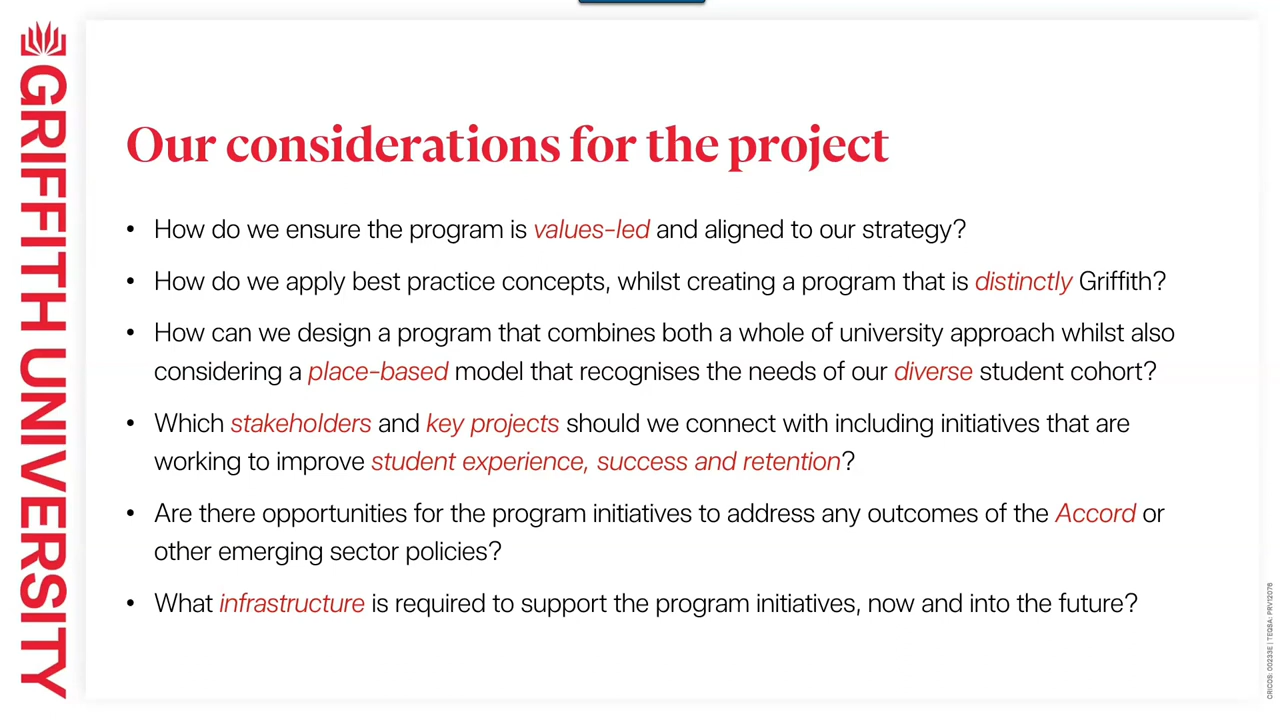 GRIFFITH UNIVERSITY
Our considerations for the project
• How do we ensure the program is values-led and aligned to our strategy?
• How do we apply best practice concepts, whilst creating a program that is distinctly Griffith?
• How can we design a program that combines both a whole of university approach whilst also
considering a place-based model that recognises the needs of our diverse student cohort?
• Which stakeholders and key projects should we connect with including initiatives that are
working to improve student experience, success and retention?
• Are there opportunities for the program initiatives to address any outcomes of the Accord or
other emerging sector policies?
• What infrastructure is required to support the program initiatives, now and into the future?
CRICOS: 00233E | TEQSA: PRV12076